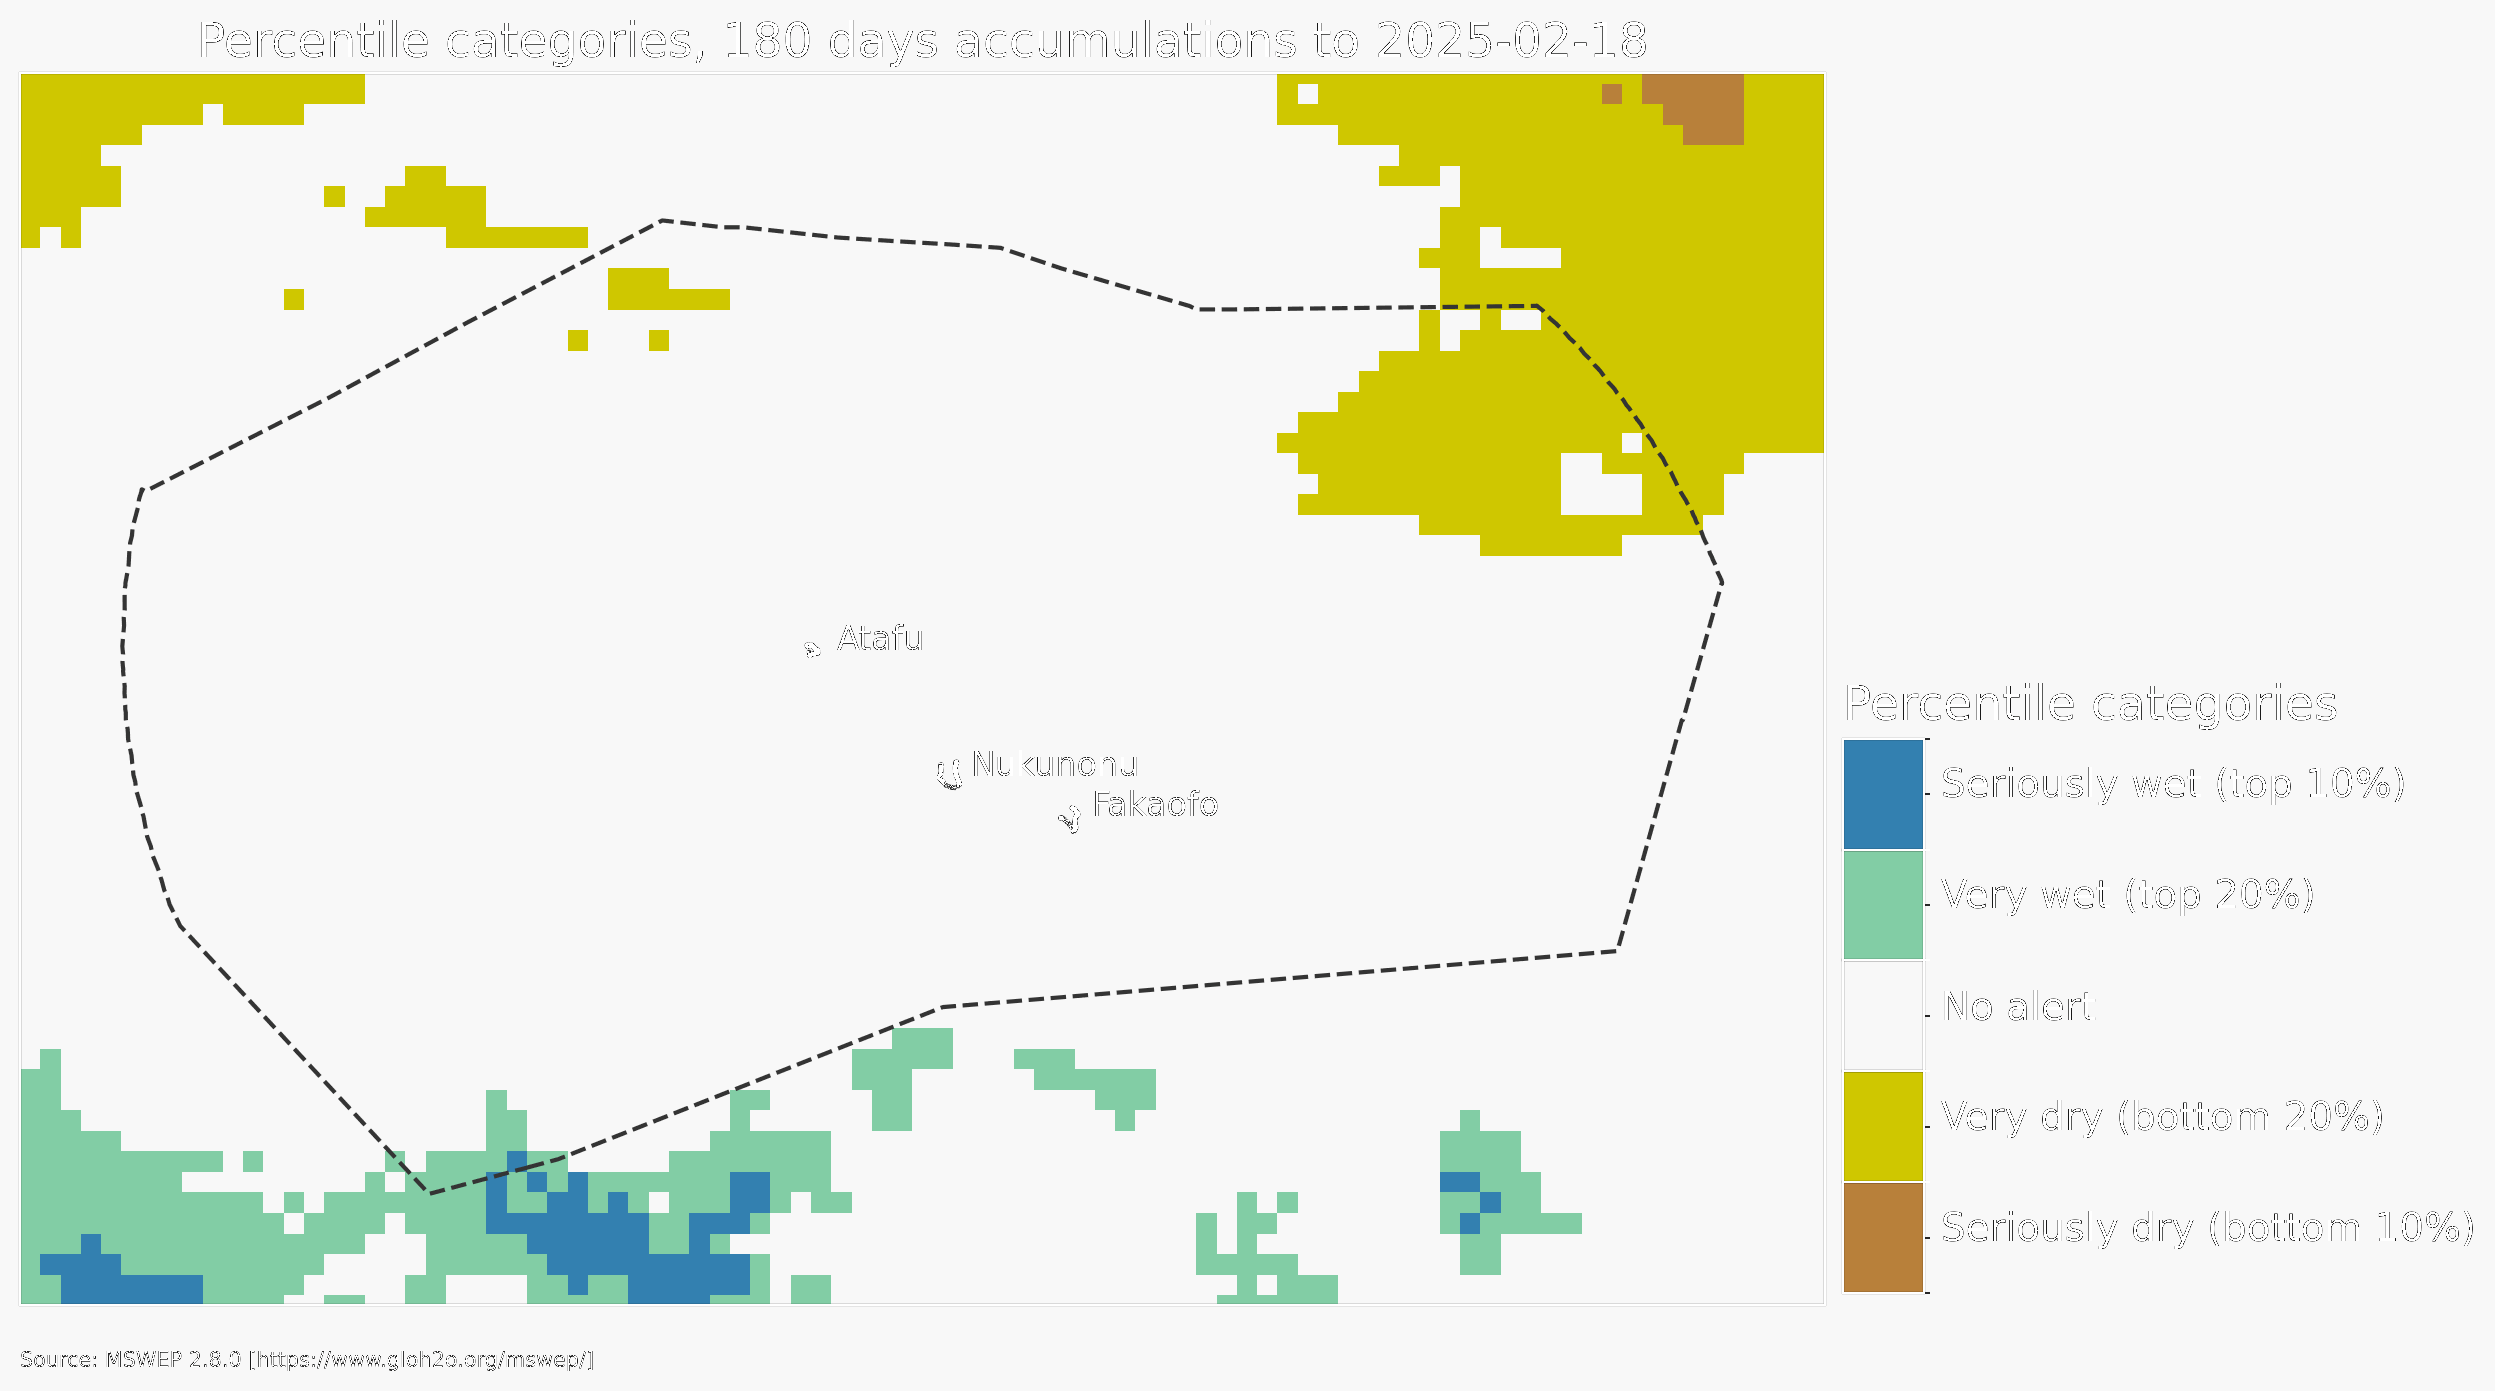 Percentile categories, 180 days accumulations to 2025-02-18
Atafu
Nukunonu
Fakaofo
Percentile categories
Seriously wet (top 10%)
Very wet (top 20%)
No alert
Very dry (bottom 20%)
Seriously dry (bottom 10%)
Source: MSWEP 2.8.0 [https://www.gloh2o.org/mswep/]